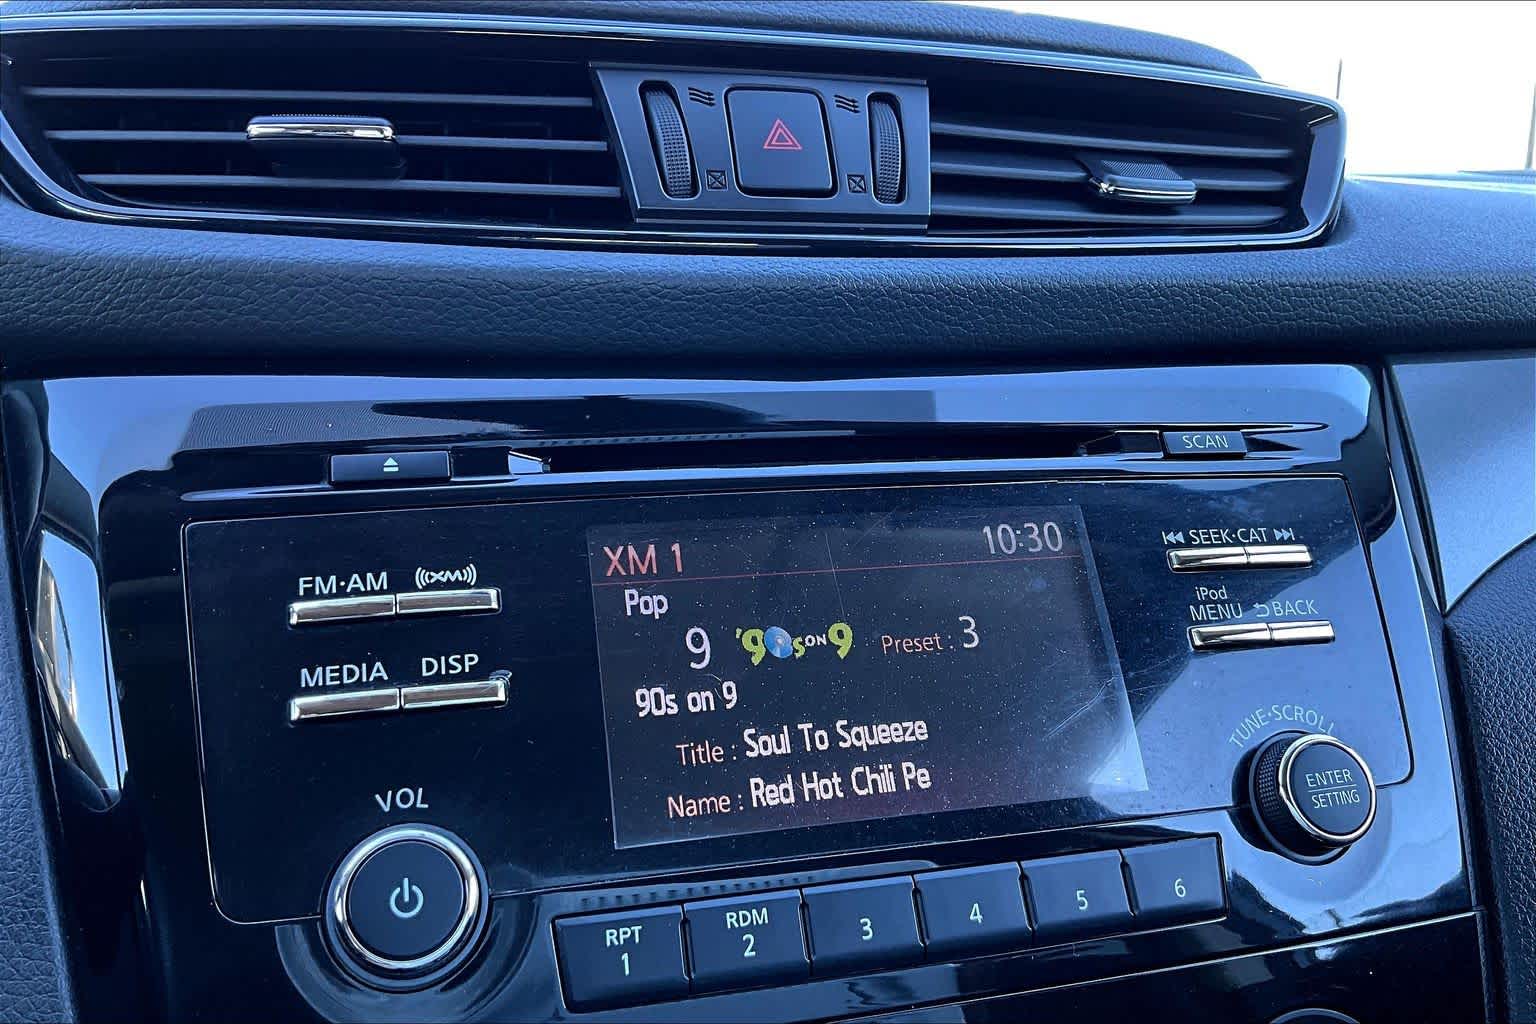 SCAN
XM 1 10:30
Pop
9 '90s ON 9 Preset : 3
90s on 9
Title : Soul To Squeeze
Name : Red Hot Chili Pe
FM·AM XM
MEDIA DISP
VOL
SEEK·CAT
iPod
MENU BACK
TUNE·SCROLL
ENTER
SETTING
RPT RDM
1 2 3 4 5 6